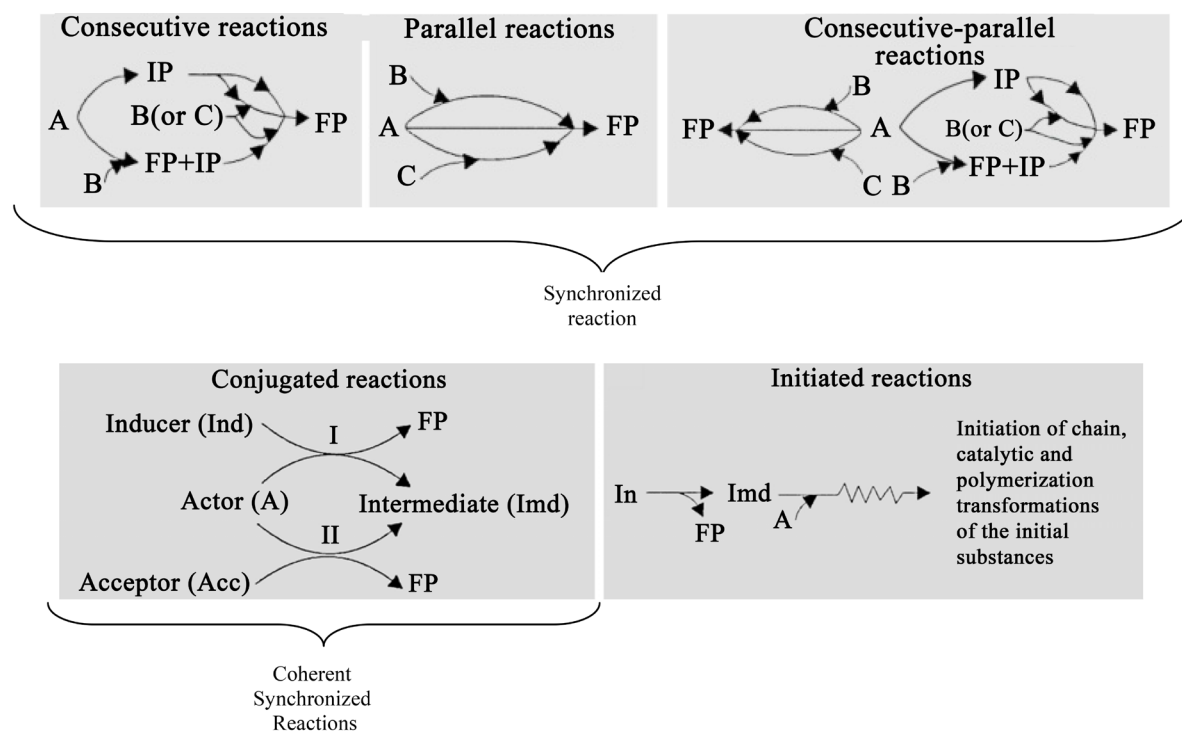 Consecutive reactions
IP
A
B(or C)
FP
FP+IP
B
Parallel reactions
B
A
FP
C
Consecutive-parallel
reactions
B
FP
A
C
IP
B(or C)
FP
B
FP+IP
Synchronized
reaction
Conjugated reactions
Inducer (Ind)
I
FP
Actor (A)
Intermediate (Imd)
II
Acceptor (Acc)
FP
Coherent
Synchronized
Reactions
Initiated reactions
In
Imd
FP
A
Initiation of chain,
catalytic and
polymerization
transformations
of the initial
substances